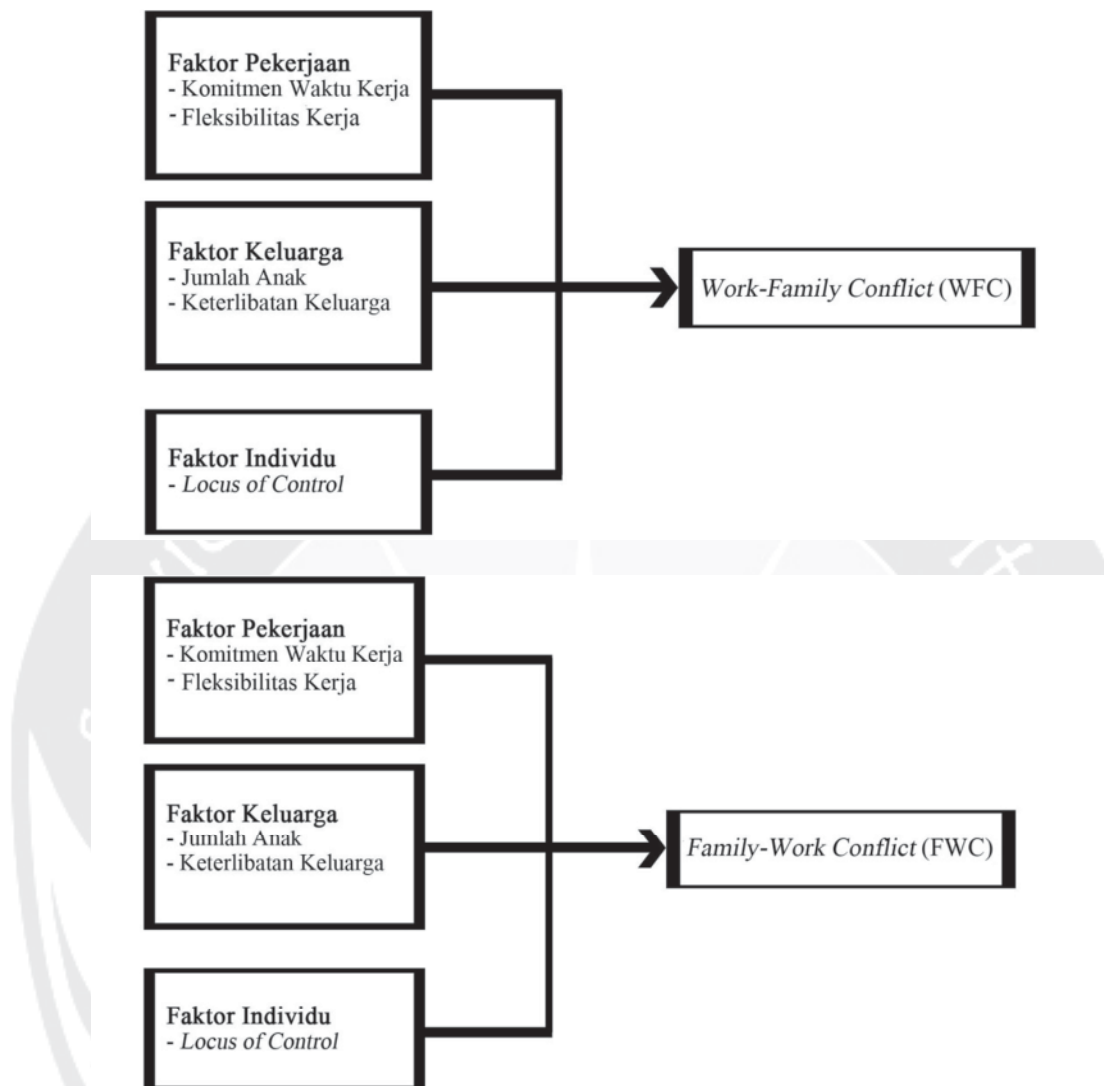 Faktor Pekerjaan
- Komitmen Waktu Kerja
- Fleksibilitas Kerja
Faktor Keluarga
- Jumlah Anak
- Keterlibatan Keluarga
Work-Family Conflict (WFC)
Faktor Individu
- Locus of Control
Faktor Pekerjaan
- Komitmen Waktu Kerja
- Fleksibilitas Kerja
Faktor Keluarga
- Jumlah Anak
- Keterlibatan Keluarga
Family-Work Conflict (FWC)
Faktor Individu
- Locus of Control